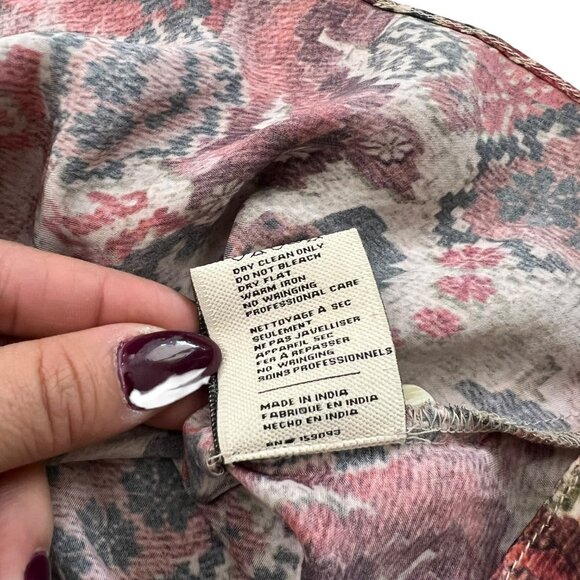 DRY CLEAN ONLY
DO NOT BLEACH
DRY FLAT
WARM IRON
NO WRINGING
PROFESSIONAL CARE
NETTOYAGE À SEC
SEULEMENT
NE PAS JAVELLISER
APPAREIL SEC
FER À REPASSER
NO WRINGING
SOINS PROFESSIONNELS
MADE IN INDIA
FABRIQUE EN INDIA
HECHO EN INDIA
159093